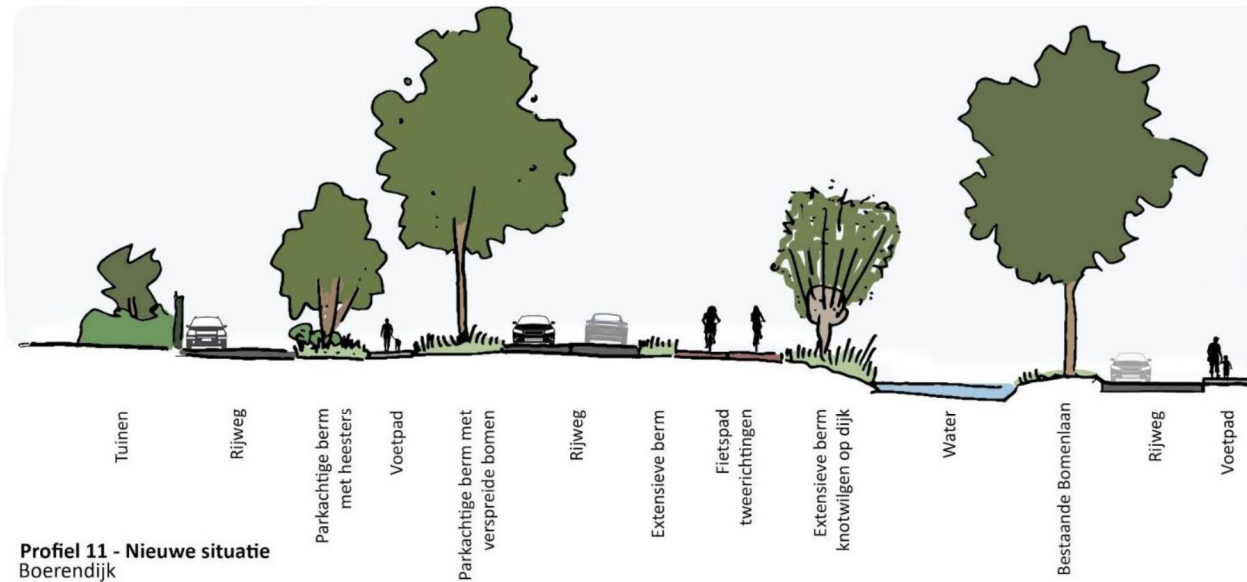 Tuinen
Rijweg
Parkachtige berm
met heesters
Voetpad
Parkachtige berm met
verspreide bomen
Rijweg
Extensieve berm
Fietspad
tweerichtingen
Extensieve berm
knotwilgen op dijk
Water
Bestaande Bomenlaan
Rijweg
Voetpad
Profiel 11 - Nieuwe situatie
Boerendijk